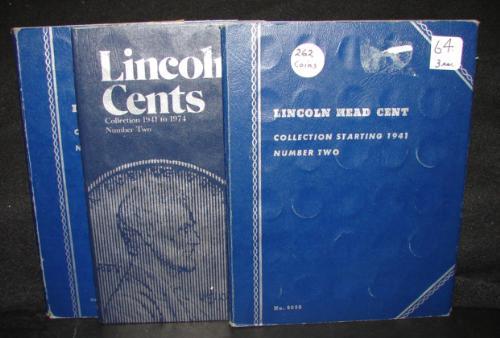 Lincoln
Cents
Collection 1941 to 1974
Number Two
262
Coins
64
LINCOLN HEAD CENT
COLLECTION STARTING 1941
NUMBER TWO